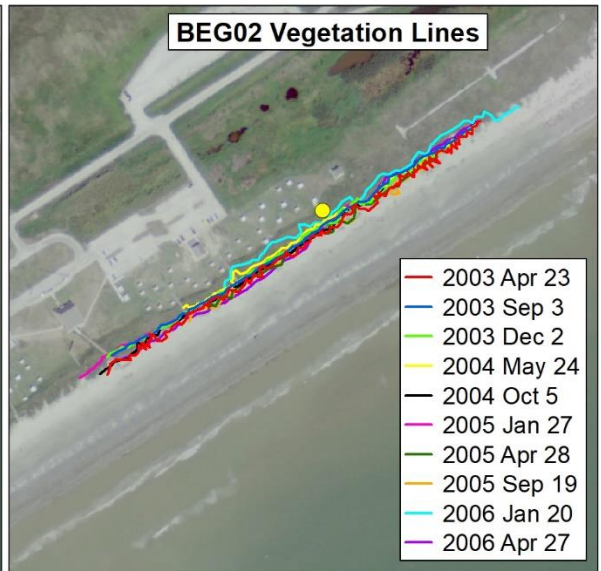 BEG02 Vegetation Lines
2003 Apr 23
2003 Sep 3
2003 Dec 2
2004 May 24
2004 Oct 5
2005 Jan 27
2005 Apr 28
2005 Sep 19
2006 Jan 20
2006 Apr 27